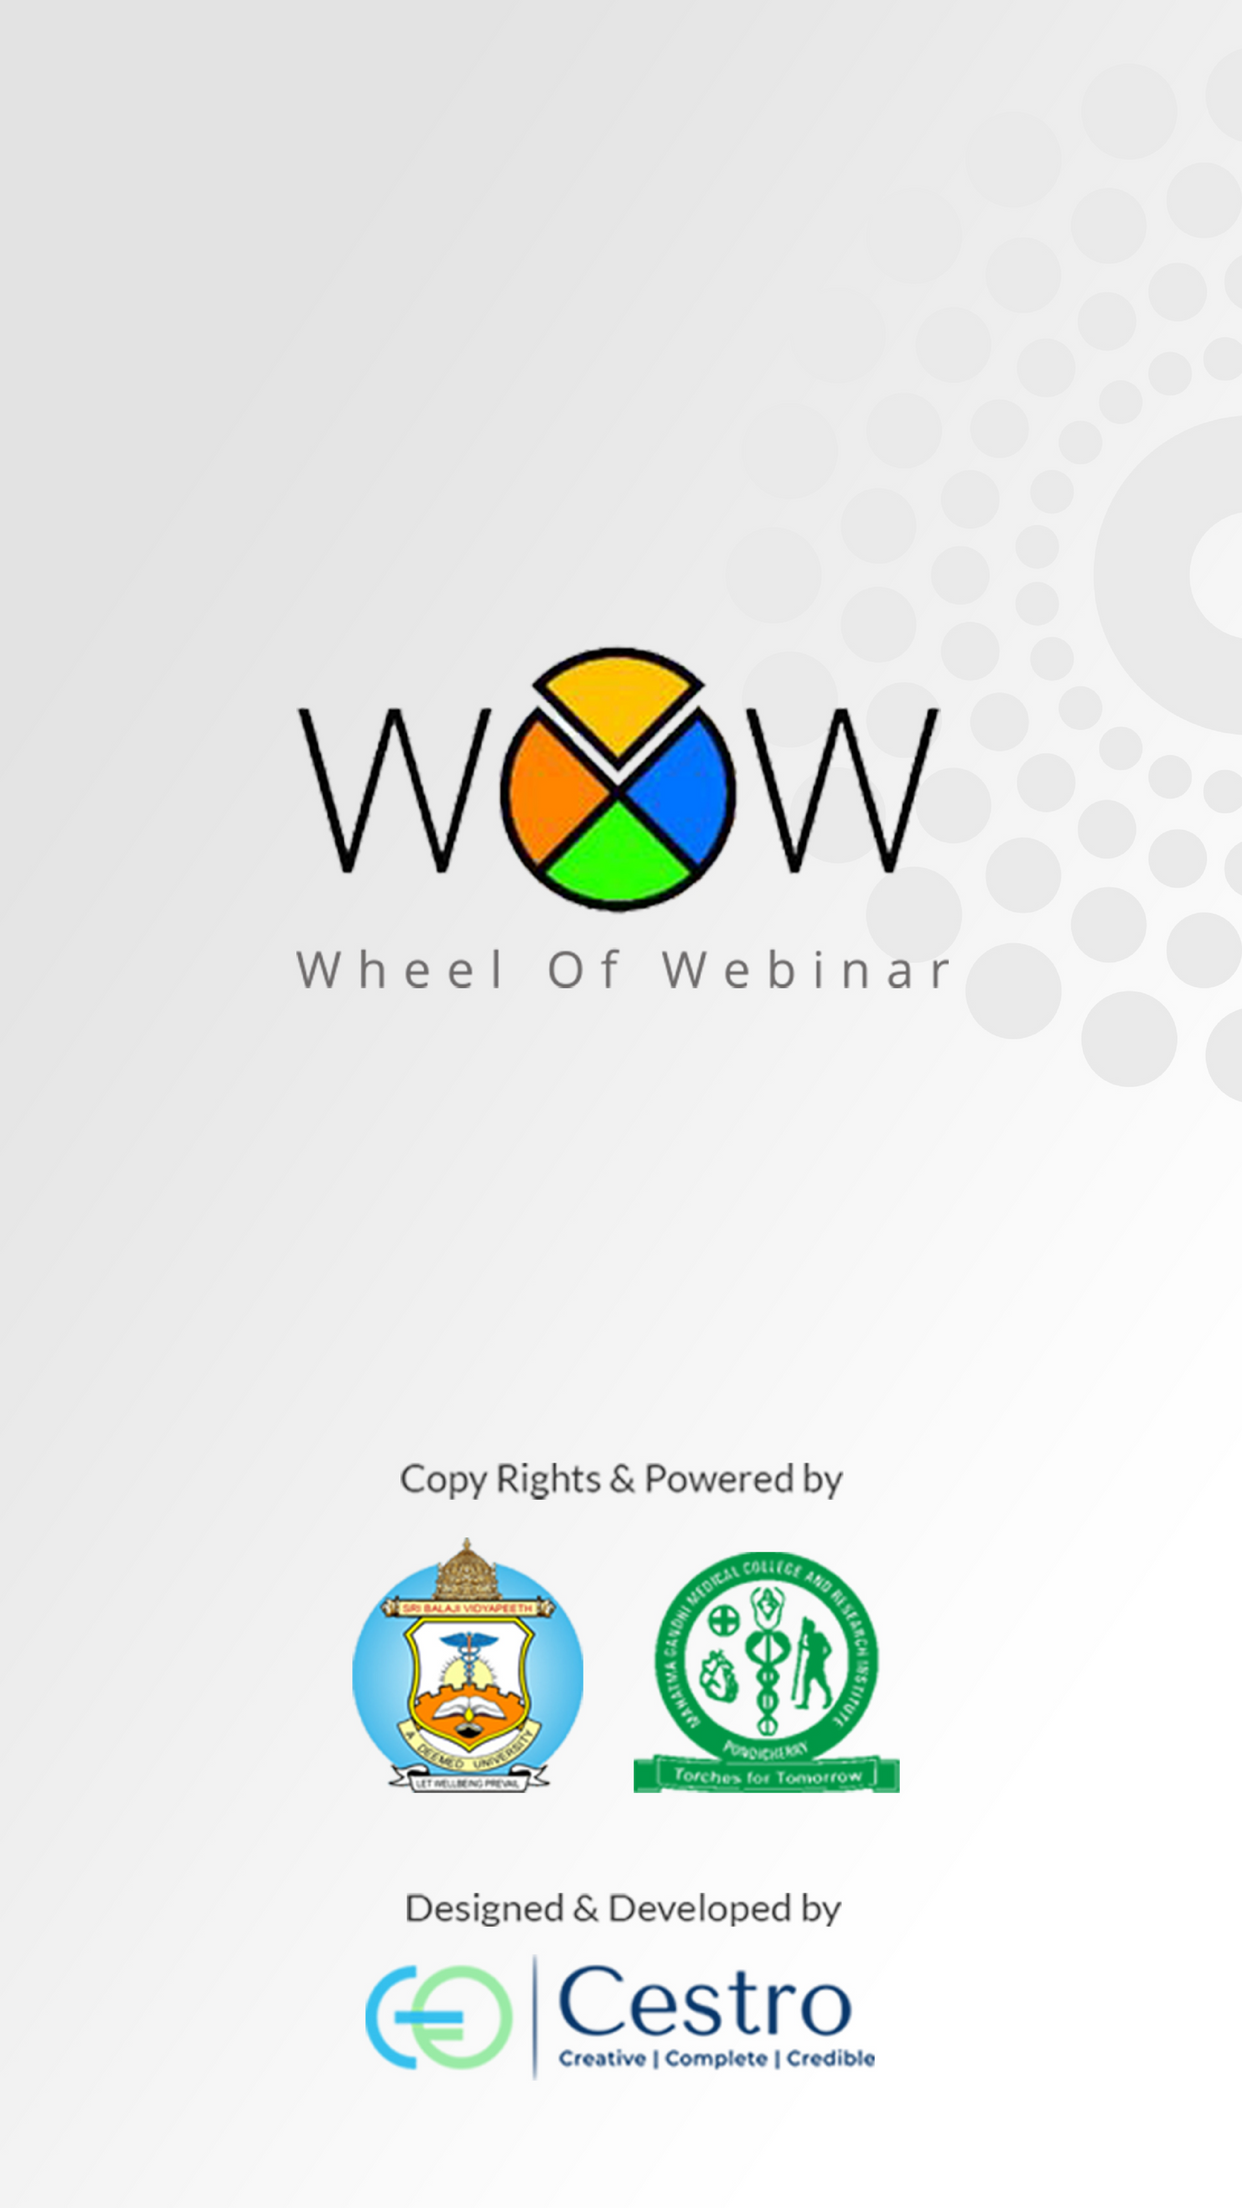 WOW
Wheel Of Webinar
Copy Rights & Powered by
SRI BALAJI VIDYAPEETH
A DEEMED UNIVERSITY
LET WELLBEING PREVAIL
MAHATMA GANDHI MEDICAL COLLEGE AND RESEARCH INSTITUTE
PONDICHERRY
Torches for Tomorrow
Designed & Developed by
Cestro
Creative | Complete | Credible